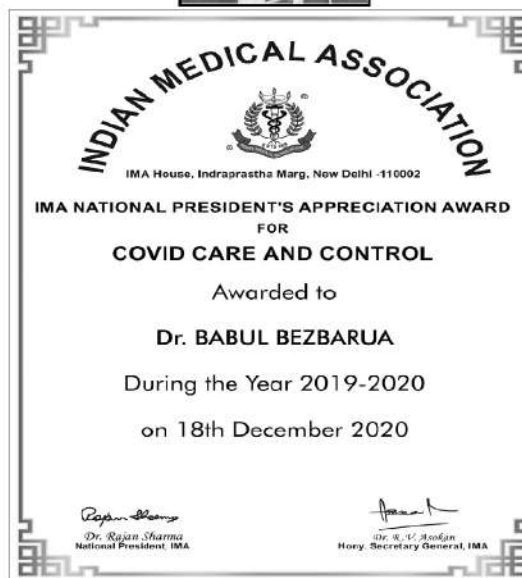 INDIAN MEDICAL ASSOCIATION
IMA House, Indraprastha Marg, New Delhi -110002
IMA NATIONAL PRESIDENT'S APPRECIATION AWARD
FOR
COVID CARE AND CONTROL
Awarded to
Dr. BABUL BEZBARUA
During the Year 2019-2020
on 18th December 2020
Rajan Sharma
Dr. Rajan Sharma
National President, IMA
Dr. R.V. Asokan
Hony. Secretary General, IMA